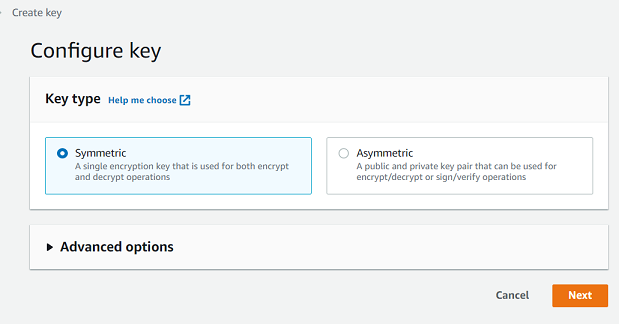 Create key
Configure key
Key type Help me choose
Symmetric
A single encryption key that is used for both encrypt
and decrypt operations
Asymmetric
A public and private key pair that can be used for
encrypt/decrypt or sign/verify operations
Advanced options
Cancel Next